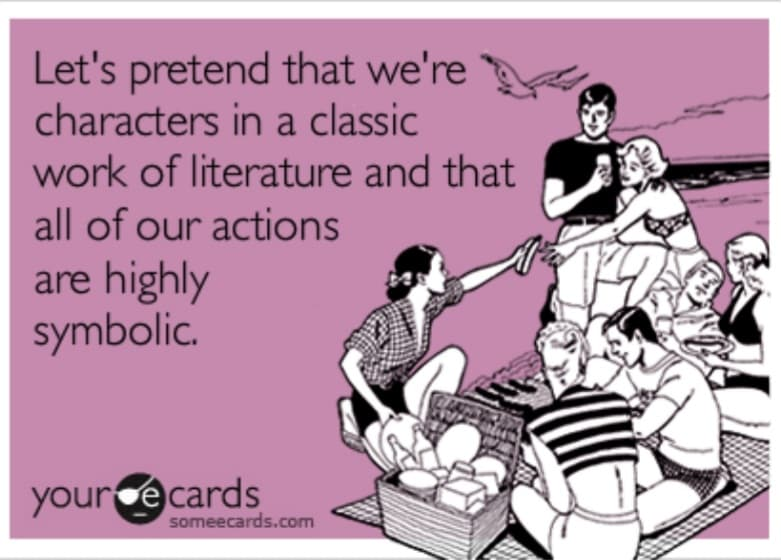 Let's pretend that we're
characters in a classic
work of literature and that
all of our actions
are highly
symbolic.
your e cards
someecards.com